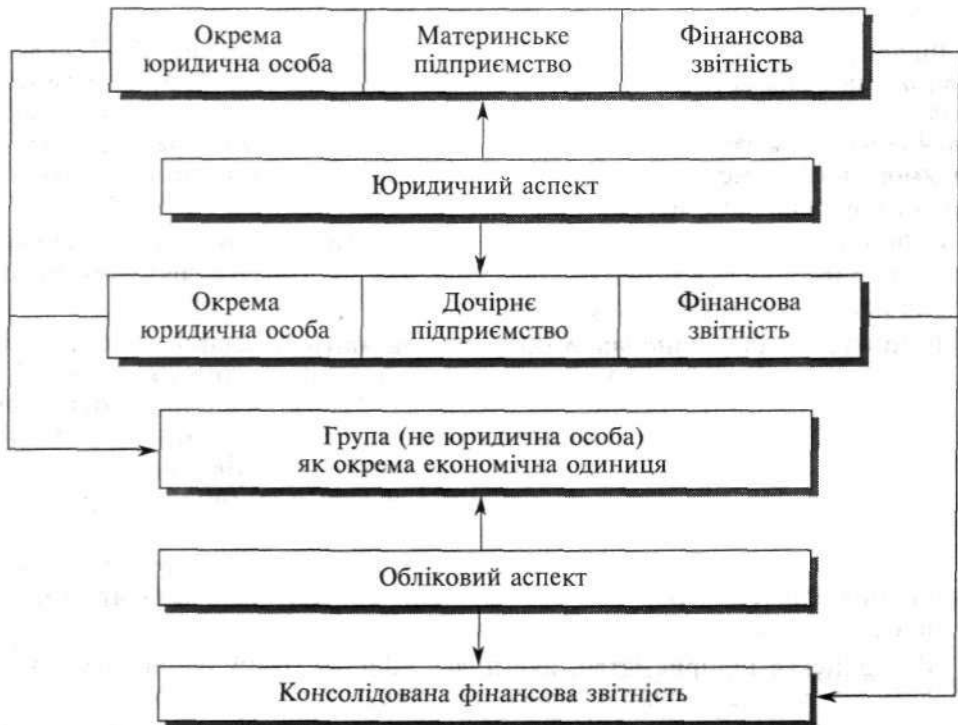 Окрема
юридична особа
Материнське
підприємство
Фінансова
звітність
Юридичний аспект
Окрема
юридична особа
Дочірнє
підприємство
Фінансова
звітність
Група (не юридична особа)
як окрема економічна одиниця
Обліковий аспект
Консолідована фінансова звітність